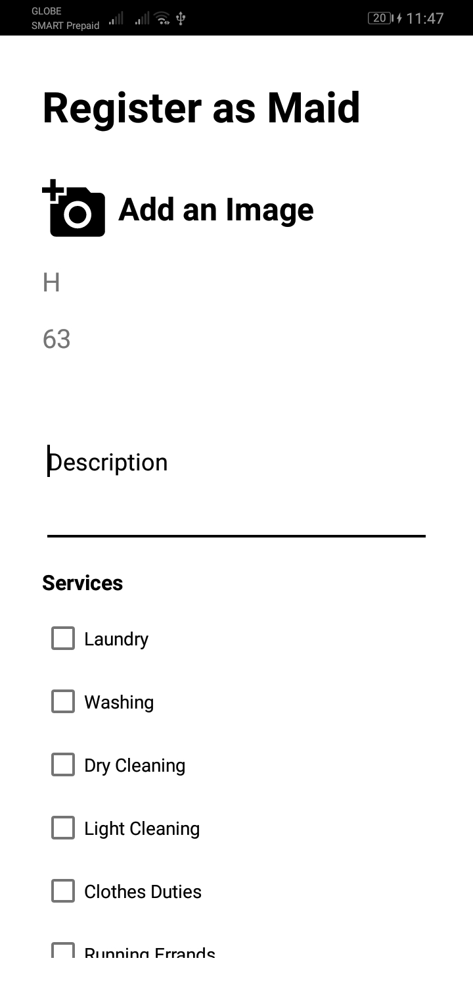 GLOBE
SMART Prepaid
20 11:47
Register as Maid
Add an Image
H
63
Description
Services
Laundry
Washing
Dry Cleaning
Light Cleaning
Clothes Duties
Running Errands